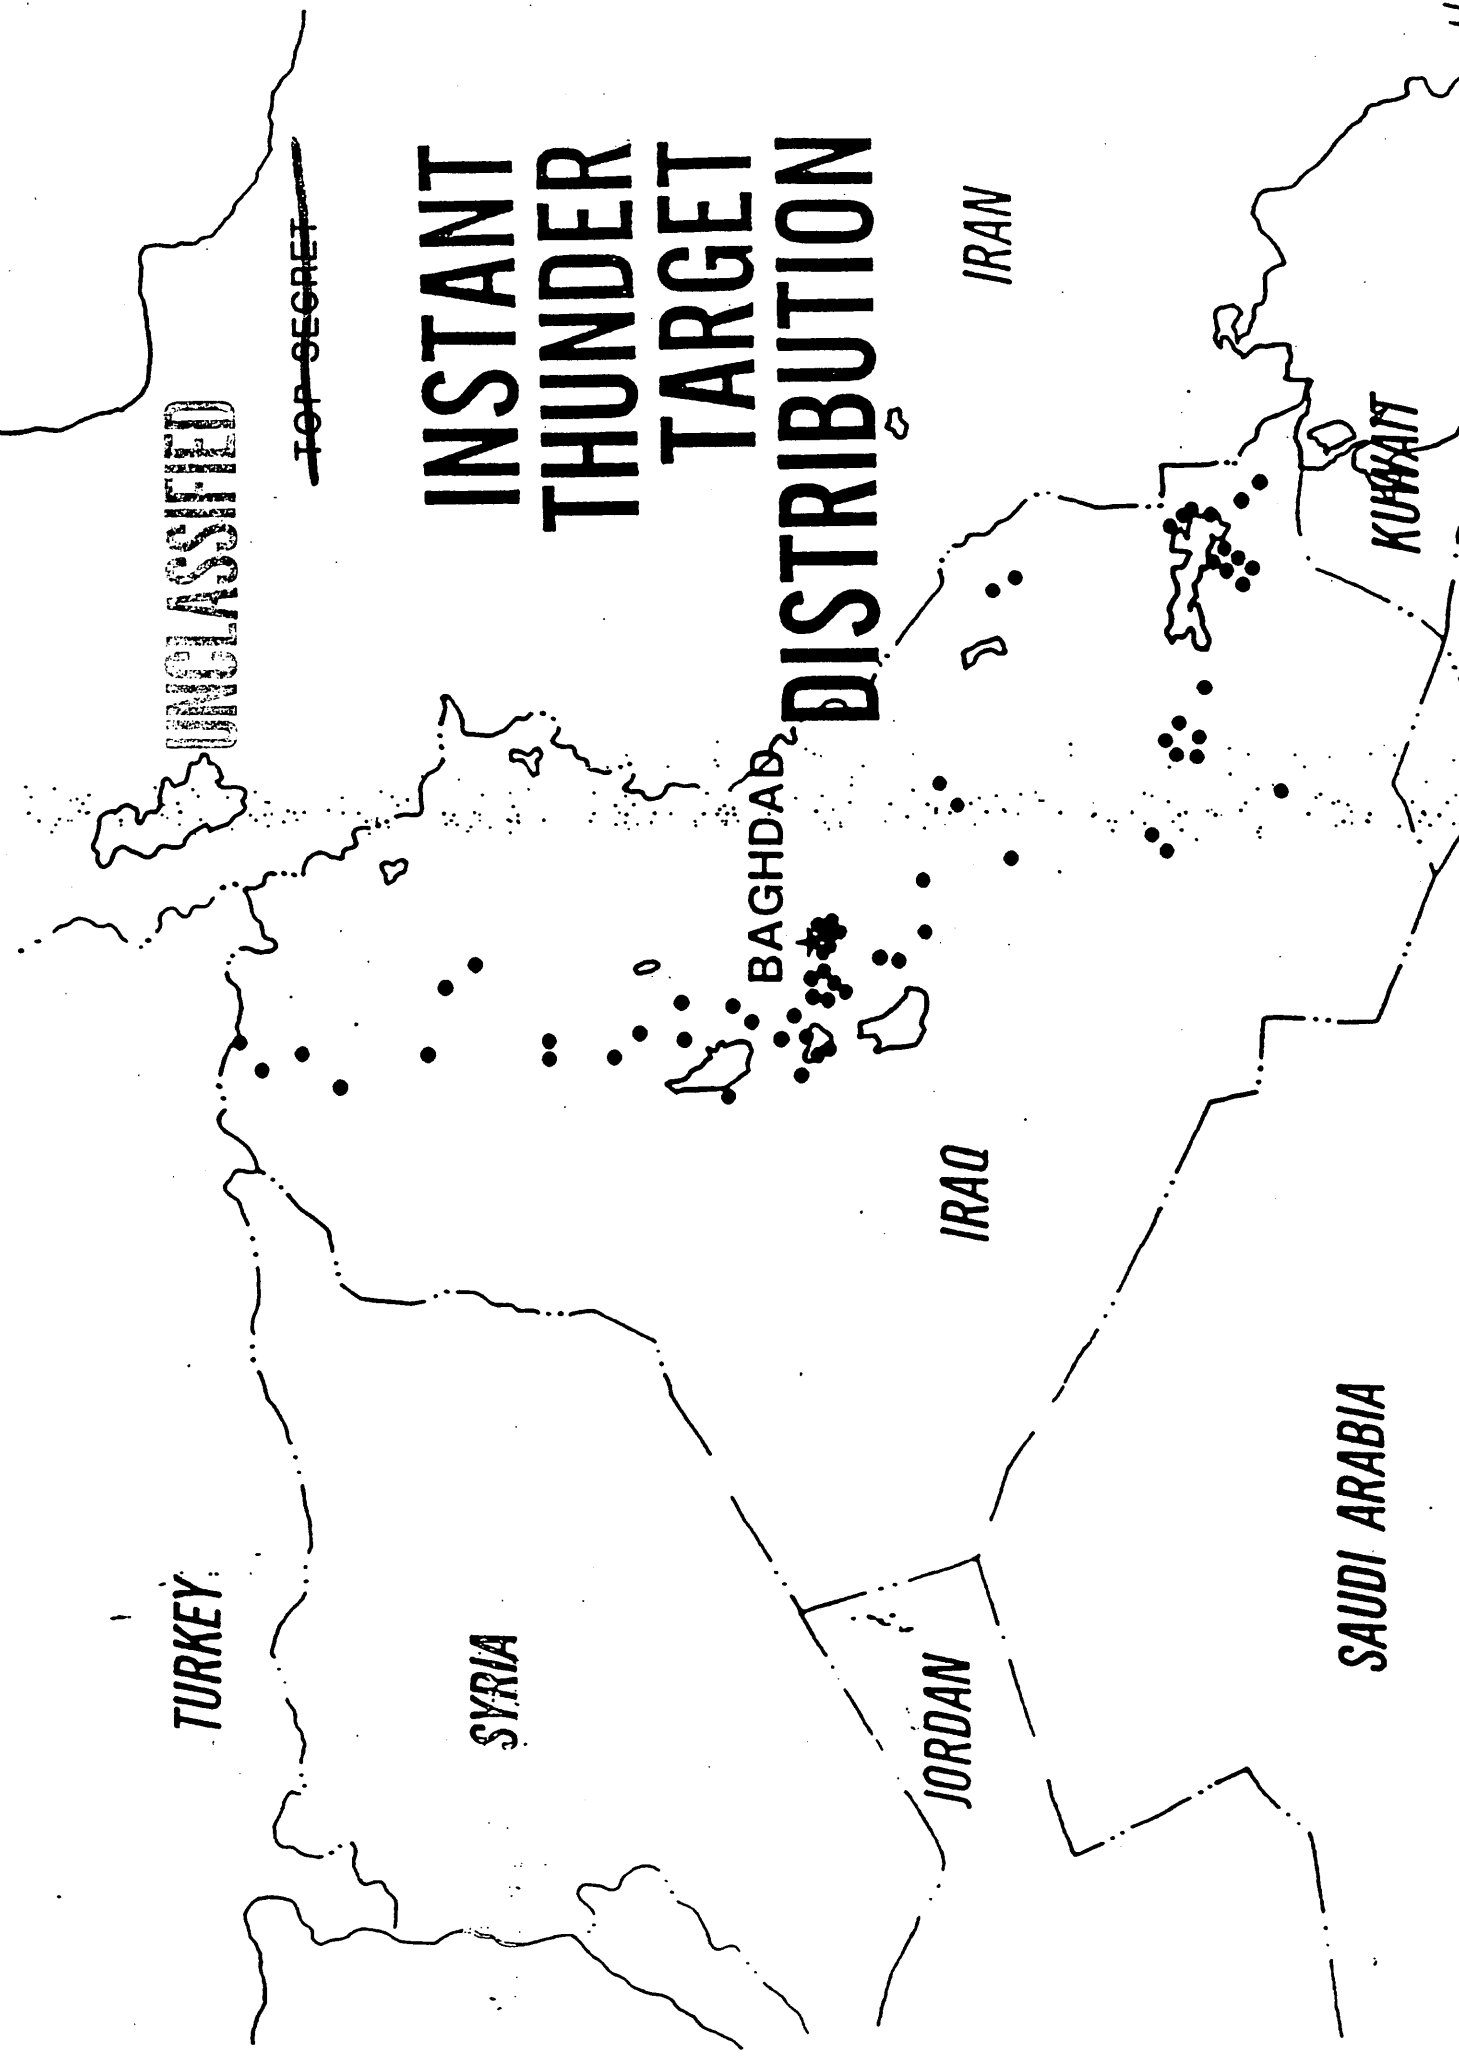 UNCLASSIFIED
TOP SECRET
INSTANT
THUNDER
TARGET
DISTRIBUTION
TURKEY
SYRIA
BAGHDAD
IRAN
IRAQ
JORDAN
KUWAIT
SAUDI ARABIA